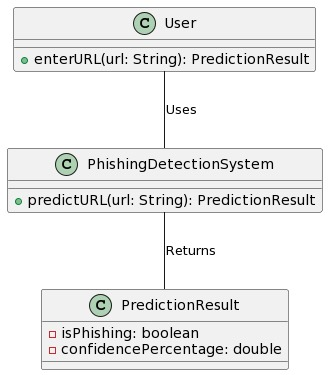 C User
enterURL(url: String): PredictionResult
Uses
C PhishingDetectionSystem
predictURL(url: String): PredictionResult
Returns
C PredictionResult
isPhishing: boolean
confidencePercentage: double